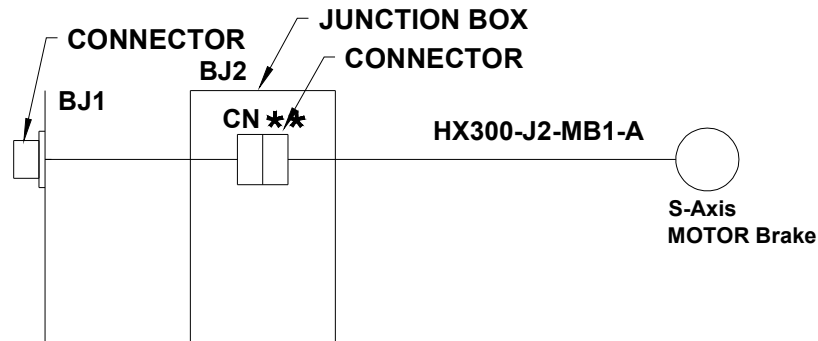 JUNCTION BOX
CONNECTOR
CONNECTOR
BJ2
BJ1
CN **
HX300-J2-MB1-A
S-Axis
MOTOR Brake